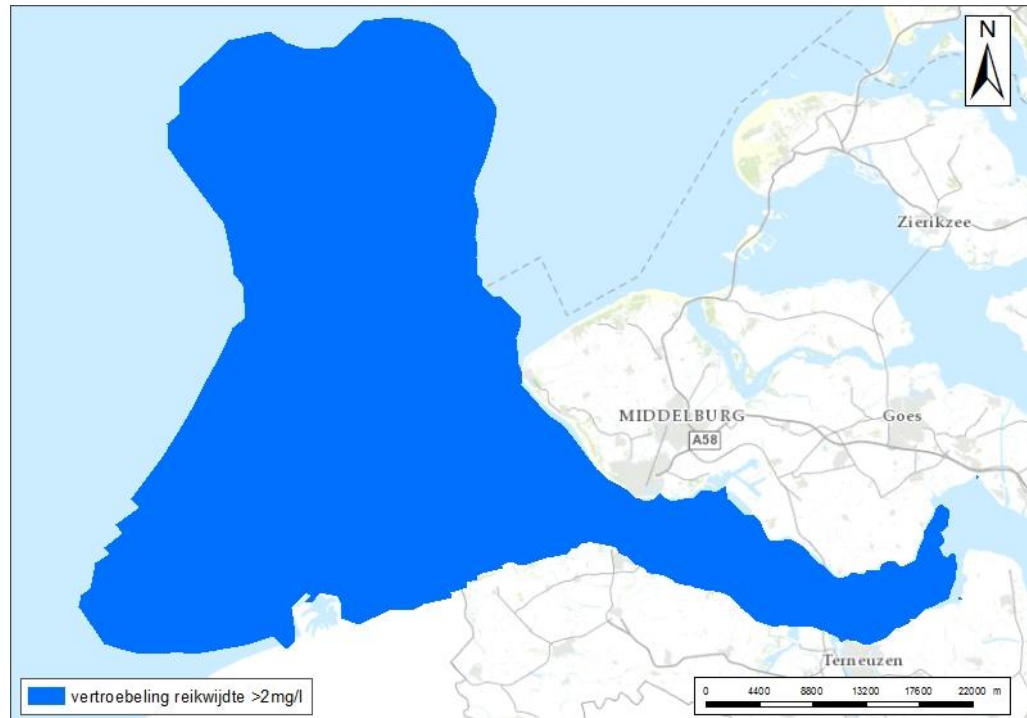 N
Zierikzee
MIDDELBURG
Goes
A58
Terneuzen
vertroebeling reikwijdte >2mg/l
0 4400 8800 13200 17600 22000 m